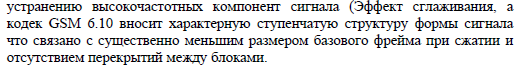 устранению высокочастотных компонент сигнала (Эффект сглаживания, а
кодек GSM 6.10 вносит характерную ступенчатую структуру формы сигнала
что связано с существенно меньшим размером базового фрейма при сжатии и
отсутствием перекрытий между блоками.